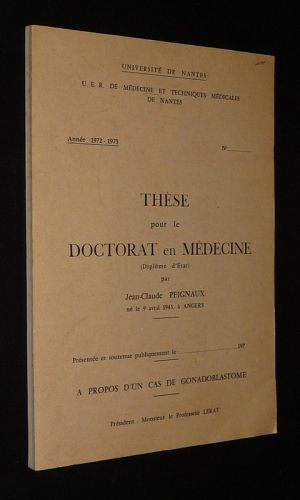 UNIVERSITÉ DE NANTES
U. E. R. DE MÉDECINE ET TECHNIQUES MÉDICALES
DE NANTES
Année 1972-1973
N°
THÈSE
pour le
DOCTORAT en MÉDECINE
(Diplôme d'État)
par
Jean-Claude PEIGNAUX
né le 9 avril 1943, à ANGERS
Présentée et soutenue publiquement le 197
A PROPOS D'UN CAS DE GONADOBLASTOME
Président : Monsieur le Professeur LERAT